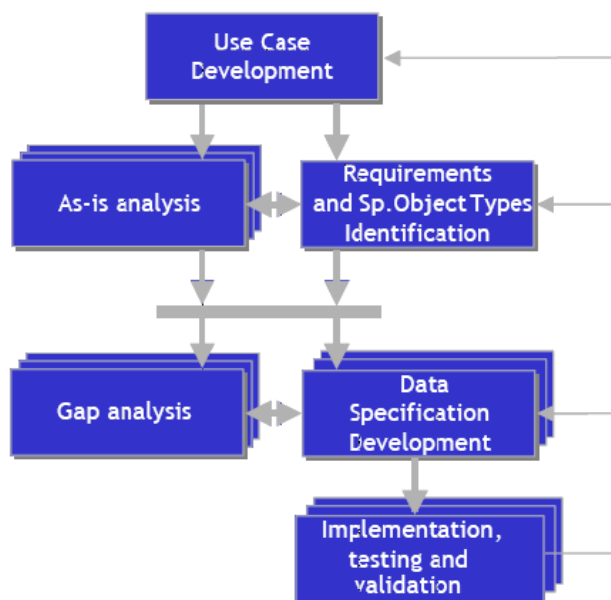 Use Case
Development
As-is analysis
Requirements
and Sp.Object Types
Identification
Gap analysis
Data
Specification
Development
Implementation,
testing and
validation